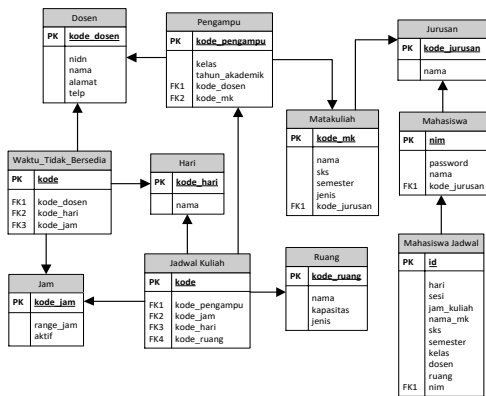 Dosen
PK kode_dosen
nidn
nama
alamat
telp
Pengampu
PK kode_pengampu
kelas
tahun_akademik
FK1 kode_dosen
FK2 kode_mk
Jurusan
PK kode_jurusan
nama
Matakuliah
PK kode_mk
nama
sks
semester
jenis
FK1 kode_jurusan
Mahasiswa
PK nim
password
nama
FK1 kode_jurusan
Waktu_Tidak_Bersedia
PK kode
FK1 kode_dosen
FK2 kode_hari
FK3 kode_jam
Hari
PK kode_hari
nama
Jam
PK kode_jam
range_jam
aktif
Jadwal Kuliah
PK kode
FK1 kode_pengampu
FK2 kode_jam
FK3 kode_hari
FK4 kode_ruang
Ruang
PK kode_ruang
nama
kapasitas
jenis
Mahasiswa Jadwal
PK id
hari
sesi
jam_kuliah
nama_mk
sks
semester
kelas
dosen
ruang
FK1 nim